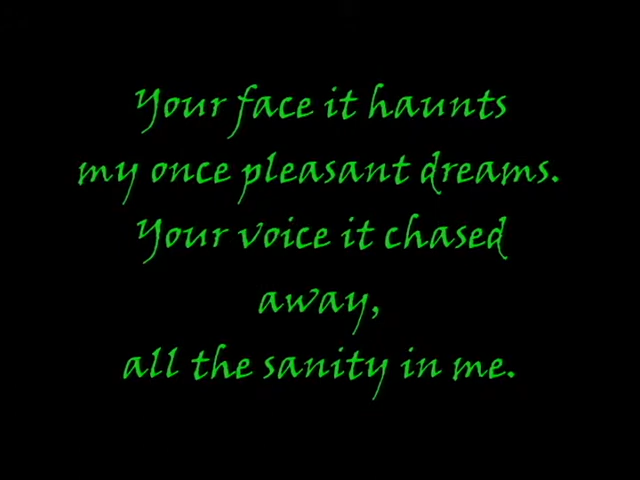 Your face it haunts
my once pleasant dreams.
Your voice it chased
away,
all the sanity in me.